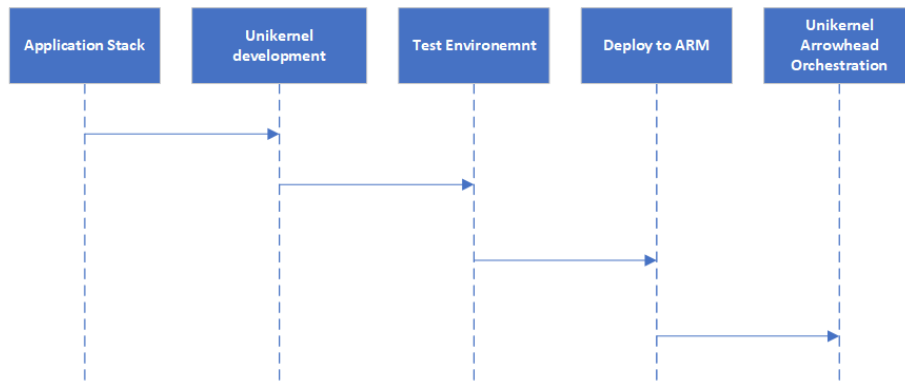 Application Stack
Unikernel
development
Test Environemnt
Deploy to ARM
Unikernel
Arrowhead
Orchestration